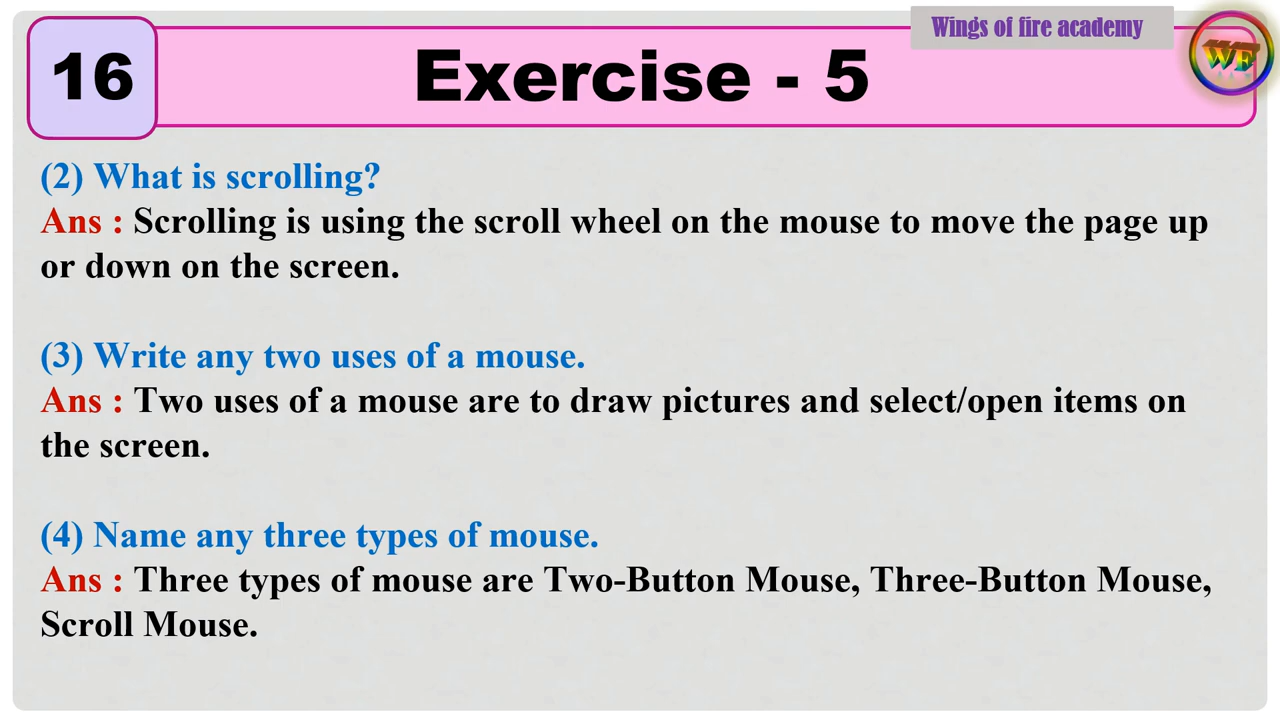 Wings of fire academy
WF
16
Exercise - 5
(2) What is scrolling?
Ans : Scrolling is using the scroll wheel on the mouse to move the page up
or down on the screen.
(3) Write any two uses of a mouse.
Ans : Two uses of a mouse are to draw pictures and select/open items on
the screen.
(4) Name any three types of mouse.
Ans : Three types of mouse are Two-Button Mouse, Three-Button Mouse,
Scroll Mouse.